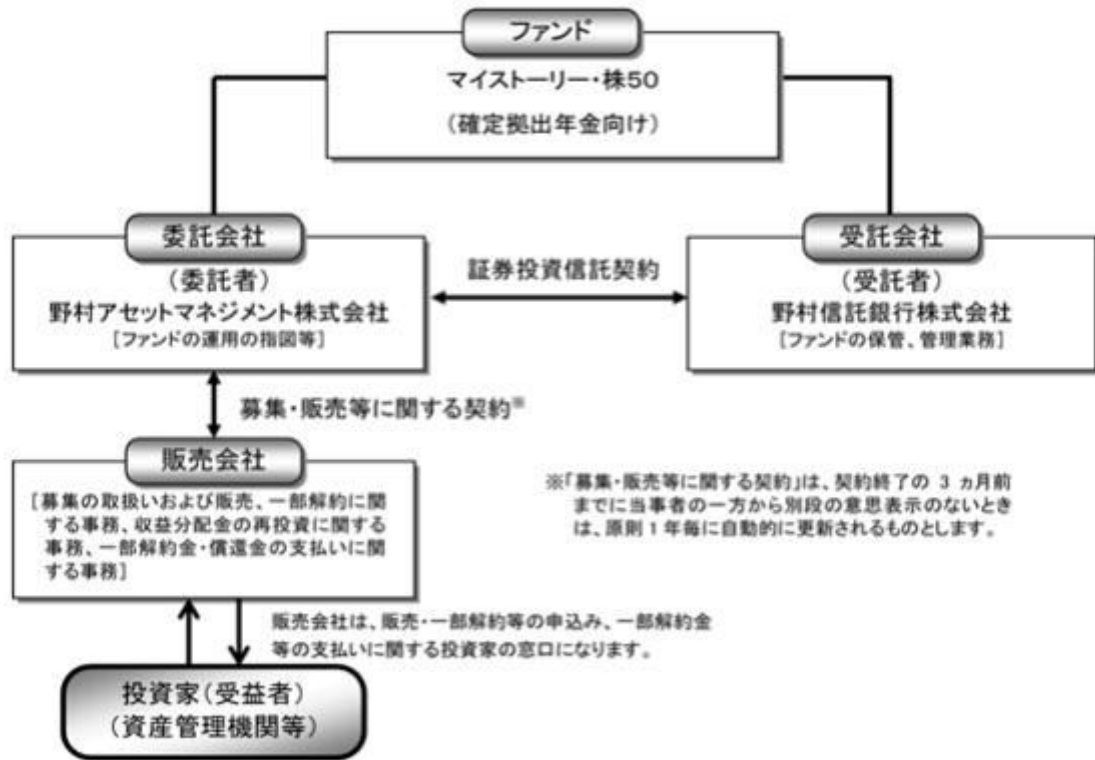 ファンド
マイストーリー・株50
(確定拠出年金向け)
委託会社
(委託者)
野村アセットマネジメント株式会社
[ファンドの運用の指図等]
証券投資信託契約
受託会社
(受託者)
野村信託銀行株式会社
[ファンドの保管、管理業務]
募集・販売等に関する契約※
販売会社
[募集の取扱いおよび販売、一部解約に関
する事務、収益分配金の再投資に関する
事務、一部解約金・償還金の支払いに関
する事務]
※「募集・販売等に関する契約」は、契約終了の 3 ヵ月前
までに当事者の一方から別段の意思表示のないとき
は、原則 1 年毎に自動的に更新されるものとします。
販売会社は、販売・一部解約等の申込み、一部解約金
等の支払いに関する投資家の窓口になります。
投資家(受益者)
(資産管理機関等)